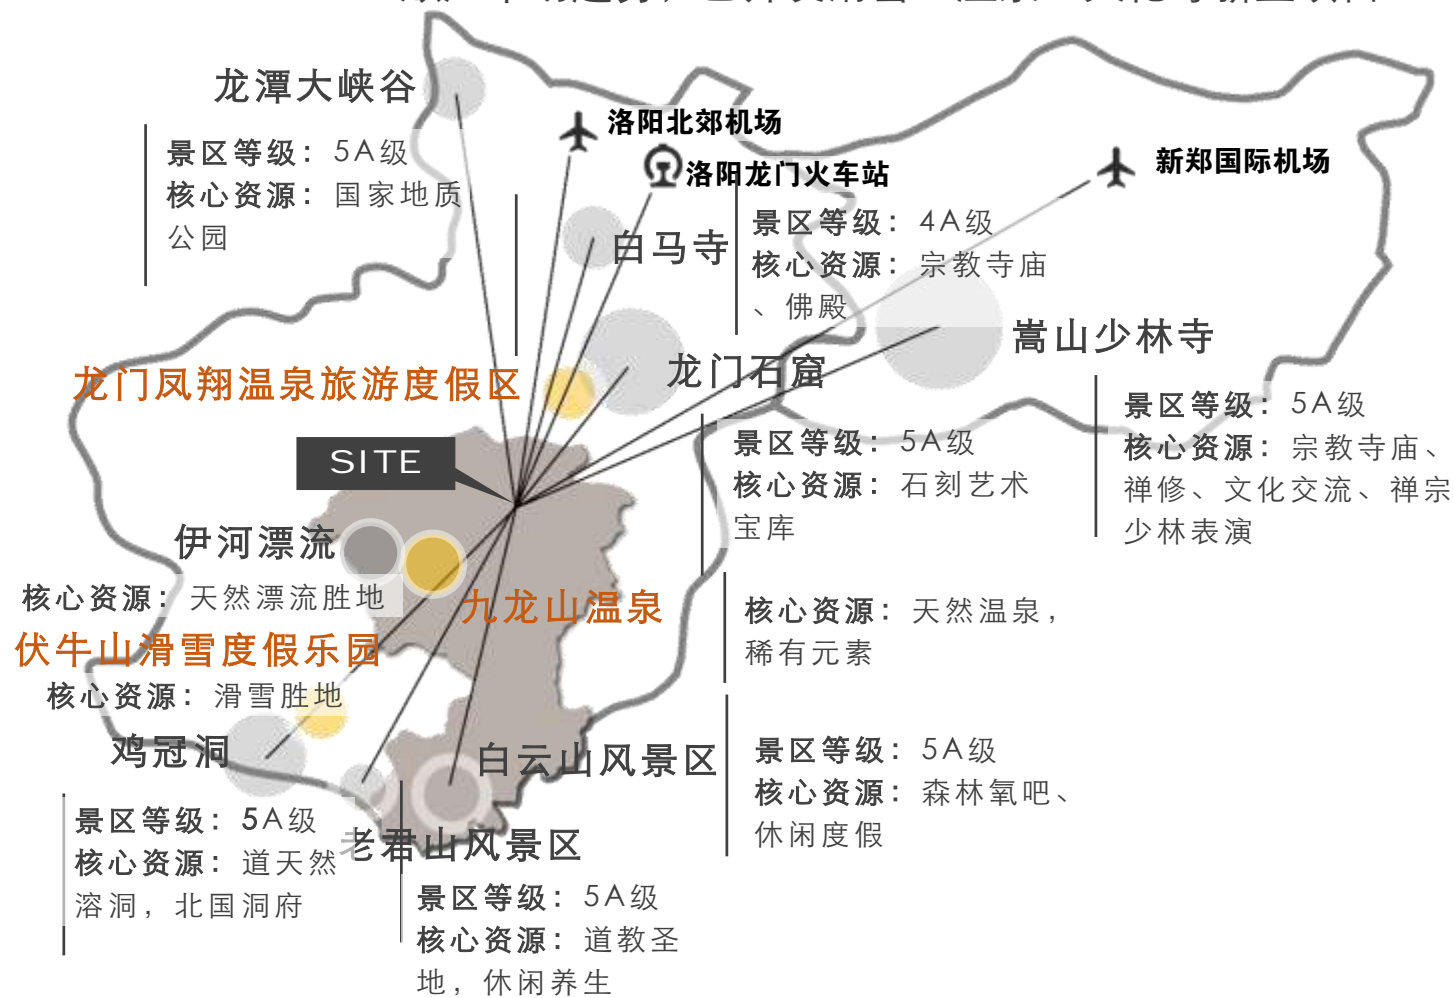 龙潭大峡谷
景区等级：5A级
核心资源：国家地质
公园
洛阳北郊机场
洛阳龙门火车站
新郑国际机场
白马寺
景区等级：4A级
核心资源：宗教寺庙
、佛殿
嵩山少林寺
景区等级：5A级
核心资源：宗教寺庙、
禅修、文化交流、禅宗
少林表演
龙门凤翔温泉旅游度假区
龙门石窟
景区等级：5A级
核心资源：石刻艺术
宝库
SITE
伊河漂流
核心资源：天然漂流胜地
九龙山温泉
核心资源：天然温泉，
稀有元素
伏牛山滑雪度假乐园
核心资源：滑雪胜地
鸡冠洞
景区等级：5A级
核心资源：道天然
溶洞，北国洞府
白云山风景区
景区等级：5A级
核心资源：森林氧吧、
休闲度假
老君山风景区
景区等级：5A级
核心资源：道教圣
地，休闲养生